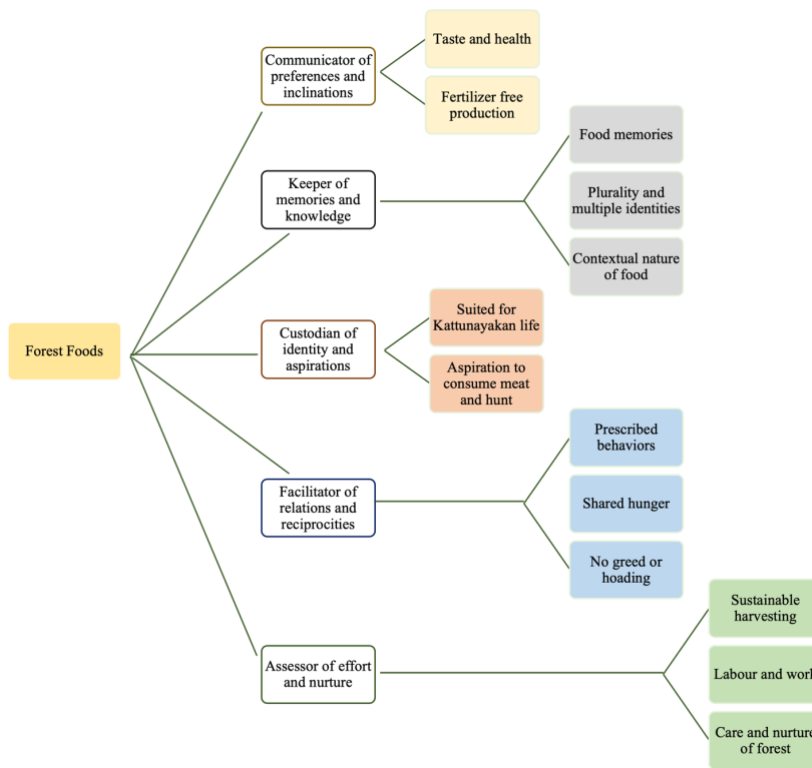 Forest Foods
Communicator of
preferences and
inclinations
Taste and health
Fertilizer free
production
Keeper of
memories and
knowledge
Food memories
Plurality and
multiple identities
Contextual nature
of food
Custodian of
identity and
aspirations
Suited for
Kattunayakan life
Aspiration to
consume meat
and hunt
Facilitator of
relations and
reciprocities
Prescribed
behaviors
Shared hunger
No greed or
hoading
Assessor of effort
and nurture
Sustainable
harvesting
Labour and work
Care and nurture
of forest